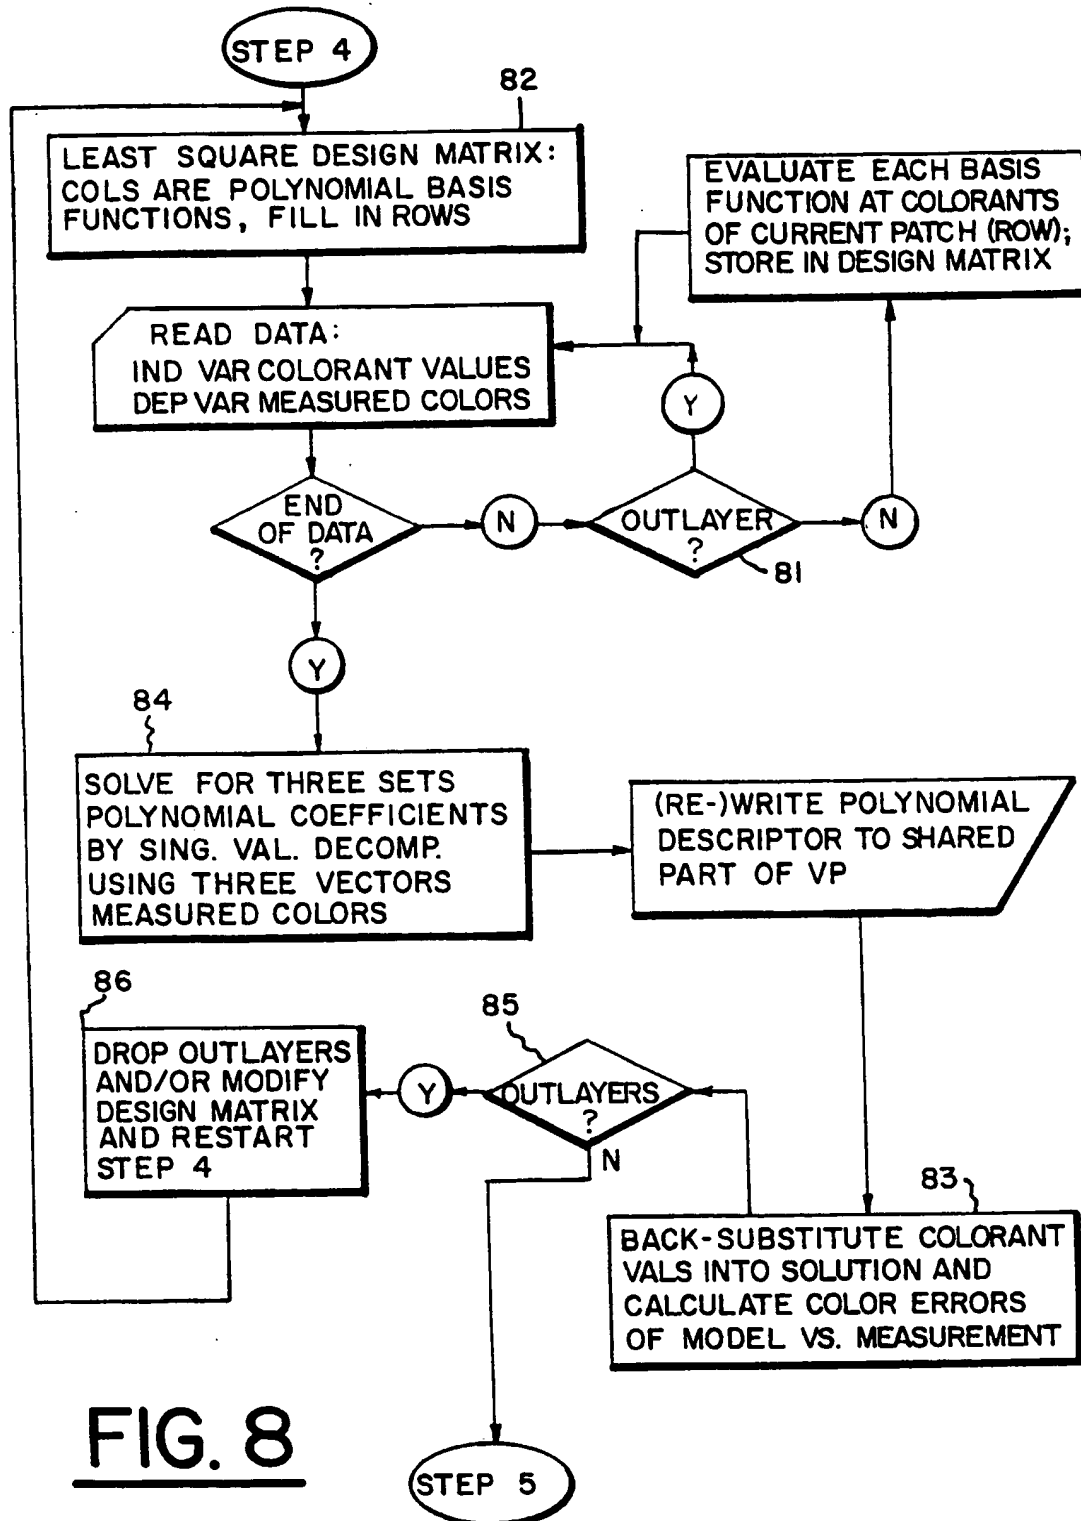 STEP 4
82
LEAST SQUARE DESIGN MATRIX:
COLS ARE POLYNOMIAL BASIS
FUNCTIONS, FILL IN ROWS
EVALUATE EACH BASIS
FUNCTION AT COLORANTS
OF CURRENT PATCH (ROW);
STORE IN DESIGN MATRIX
READ DATA:
IND VAR COLORANT VALUES
DEP VAR MEASURED COLORS
Y
END
OF DATA
?
N
OUTLAYER
?
N
81
Y
84
SOLVE FOR THREE SETS
POLYNOMIAL COEFFICIENTS
BY SING. VAL. DECOMP.
USING THREE VECTORS
MEASURED COLORS
(RE-)WRITE POLYNOMIAL
DESCRIPTOR TO SHARED
PART OF VP
86
DROP OUTLAYERS
AND/OR MODIFY
DESIGN MATRIX
AND RESTART
STEP 4
Y
85
OUTLAYERS
?
N
83
BACK-SUBSTITUTE COLORANT
VALS INTO SOLUTION AND
CALCULATE COLOR ERRORS
OF MODEL VS. MEASUREMENT
FIG. 8
STEP 5